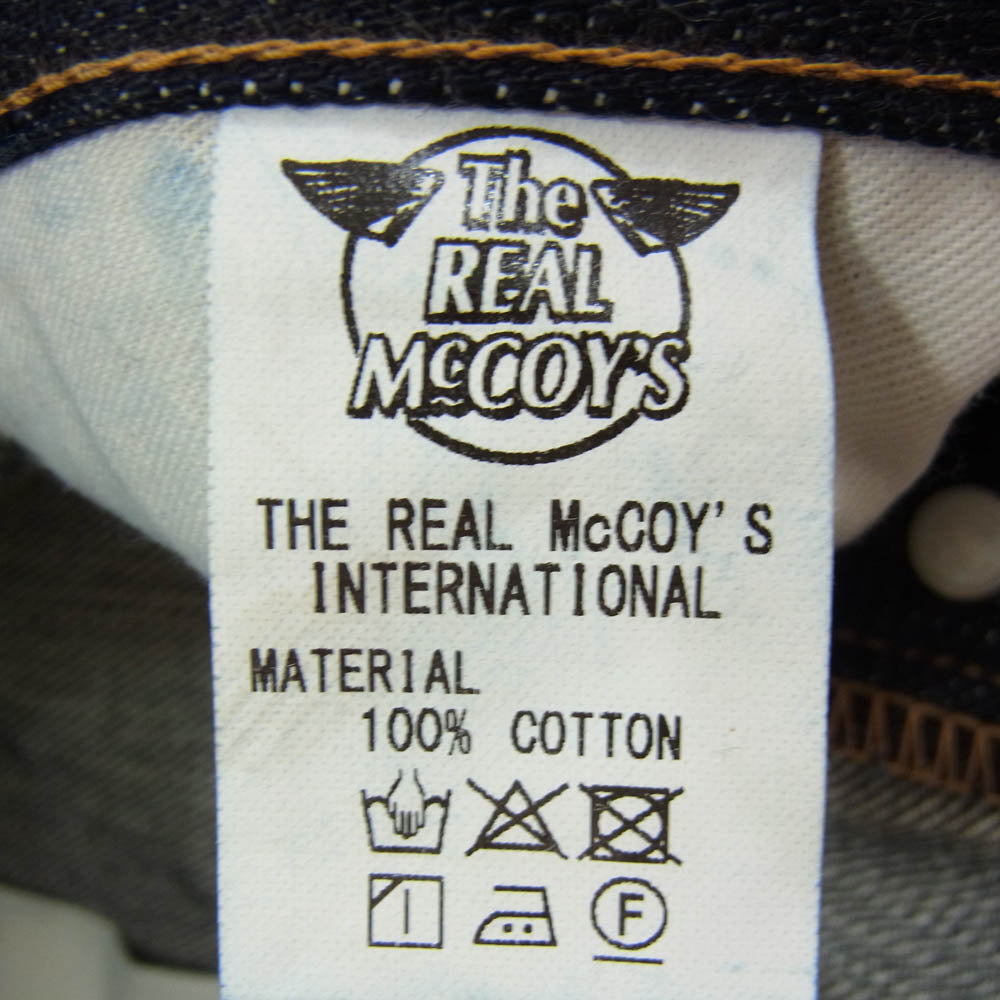 The
REAL
McCOY'S
THE REAL McCOY'S
INTERNATIONAL
MATERIAL
100% COTTON
F